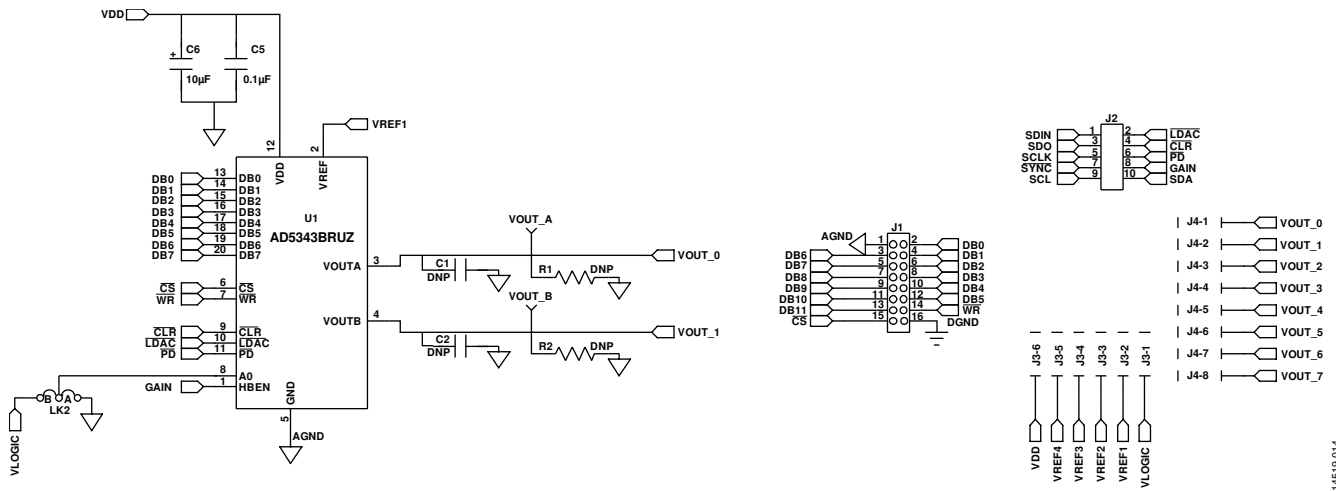 VDD
C6
+
10µF
C5
0.1µF
VREF1
12
2
VDD
VREF
DB0 13 DB0
DB1 14 DB1
DB2 15 DB2
DB3 16 DB3
DB4 17 DB4
DB5 18 DB5
DB6 19 DB6
DB7 20 DB7
U1
AD5343BRUZ
CS 6 CS
WR 7 WR
CLR 9 CLR
LDAC 10 LDAC
PD 11 PD
8 A0
GAIN 1 HBEN
B A
LK2
VLOGIC
GND
5
AGND
VOUTA 3
VOUTB 4
C1
DNP
VOUT_A
R1 DNP
VOUT_0
C2
DNP
VOUT_B
R2 DNP
VOUT_1
J1
AGND 1 2 DB0
DB6 3 4 DB1
DB7 5 6 DB2
DB8 7 8 DB3
DB9 9 10 DB4
DB10 11 12 DB5
DB11 13 14 WR
CS 15 16 DGND
J2
SDIN 1 2 LDAC
SDO 3 4 CLR
SCLK 5 6 PD
SYNC 7 8 GAIN
SCL 9 10 SDA
J4-1 VOUT_0
J4-2 VOUT_1
J4-3 VOUT_2
J4-4 VOUT_3
J4-5 VOUT_4
J4-6 VOUT_5
J4-7 VOUT_6
J4-8 VOUT_7
J3-6 VDD
J3-5 VREF4
J3-4 VREF3
J3-3 VREF2
J3-2 VREF1
J3-1 VLOGIC
14519-014